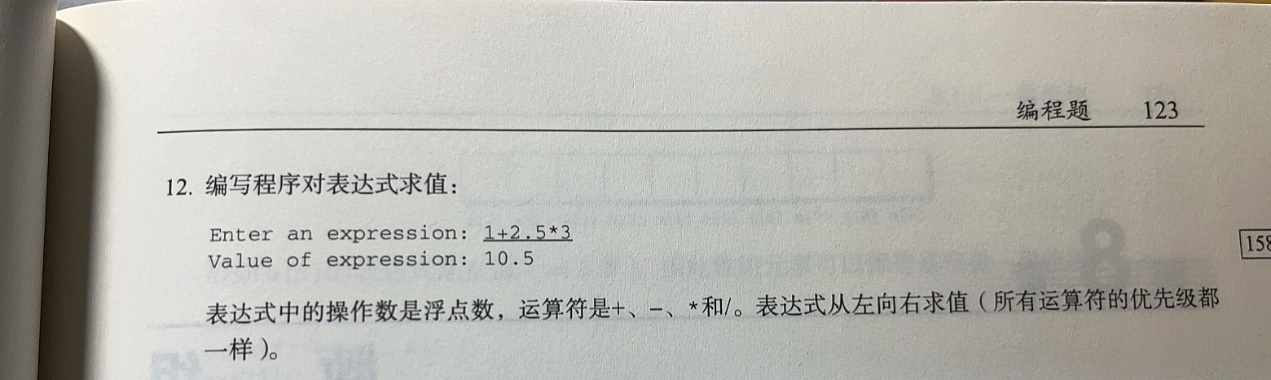 编程题 123
12. 编写程序对表达式求值：
Enter an expression: 1+2.5*3
Value of expression: 10.5
158
表达式中的操作数是浮点数，运算符是+、-、*和/。表达式从左向右求值（所有运算符的优先级都
一样）。